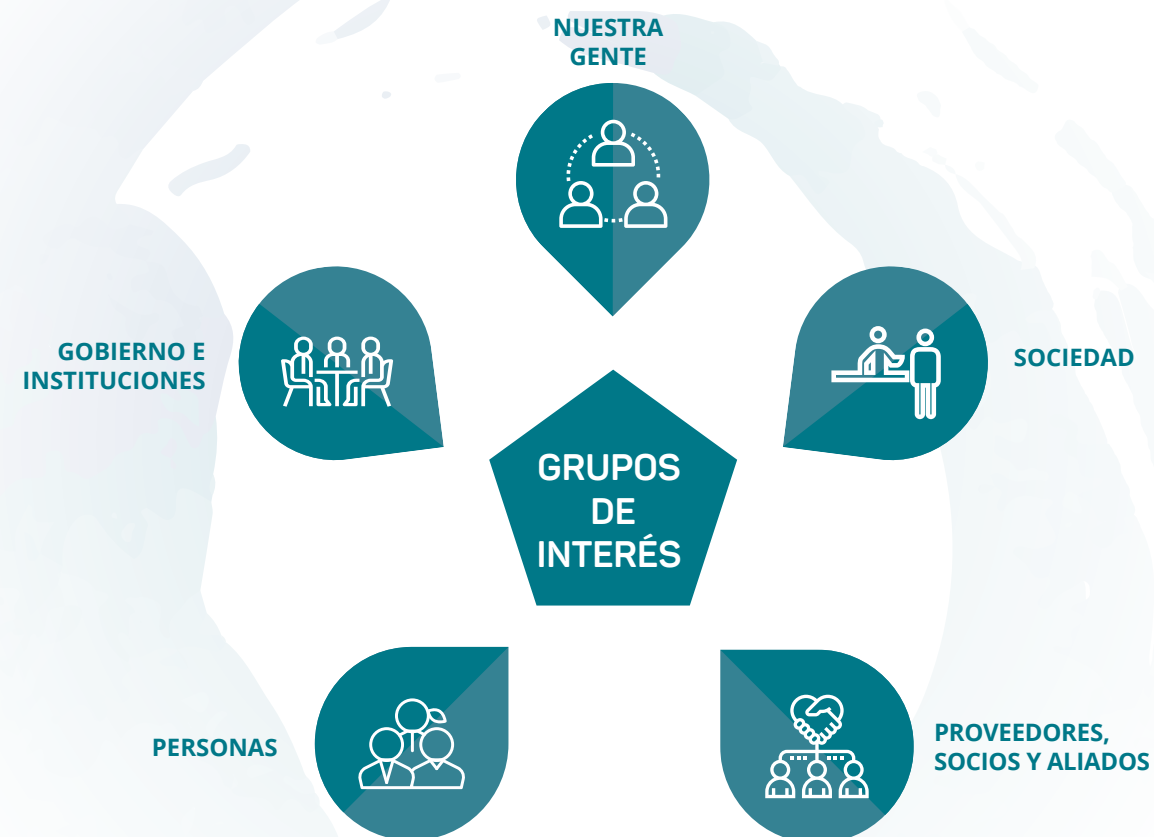 NUESTRA
GENTE
GOBIERNO E
INSTITUCIONES
SOCIEDAD
GRUPOS
DE
INTERÉS
PERSONAS
PROVEEDORES,
SOCIOS Y ALIADOS